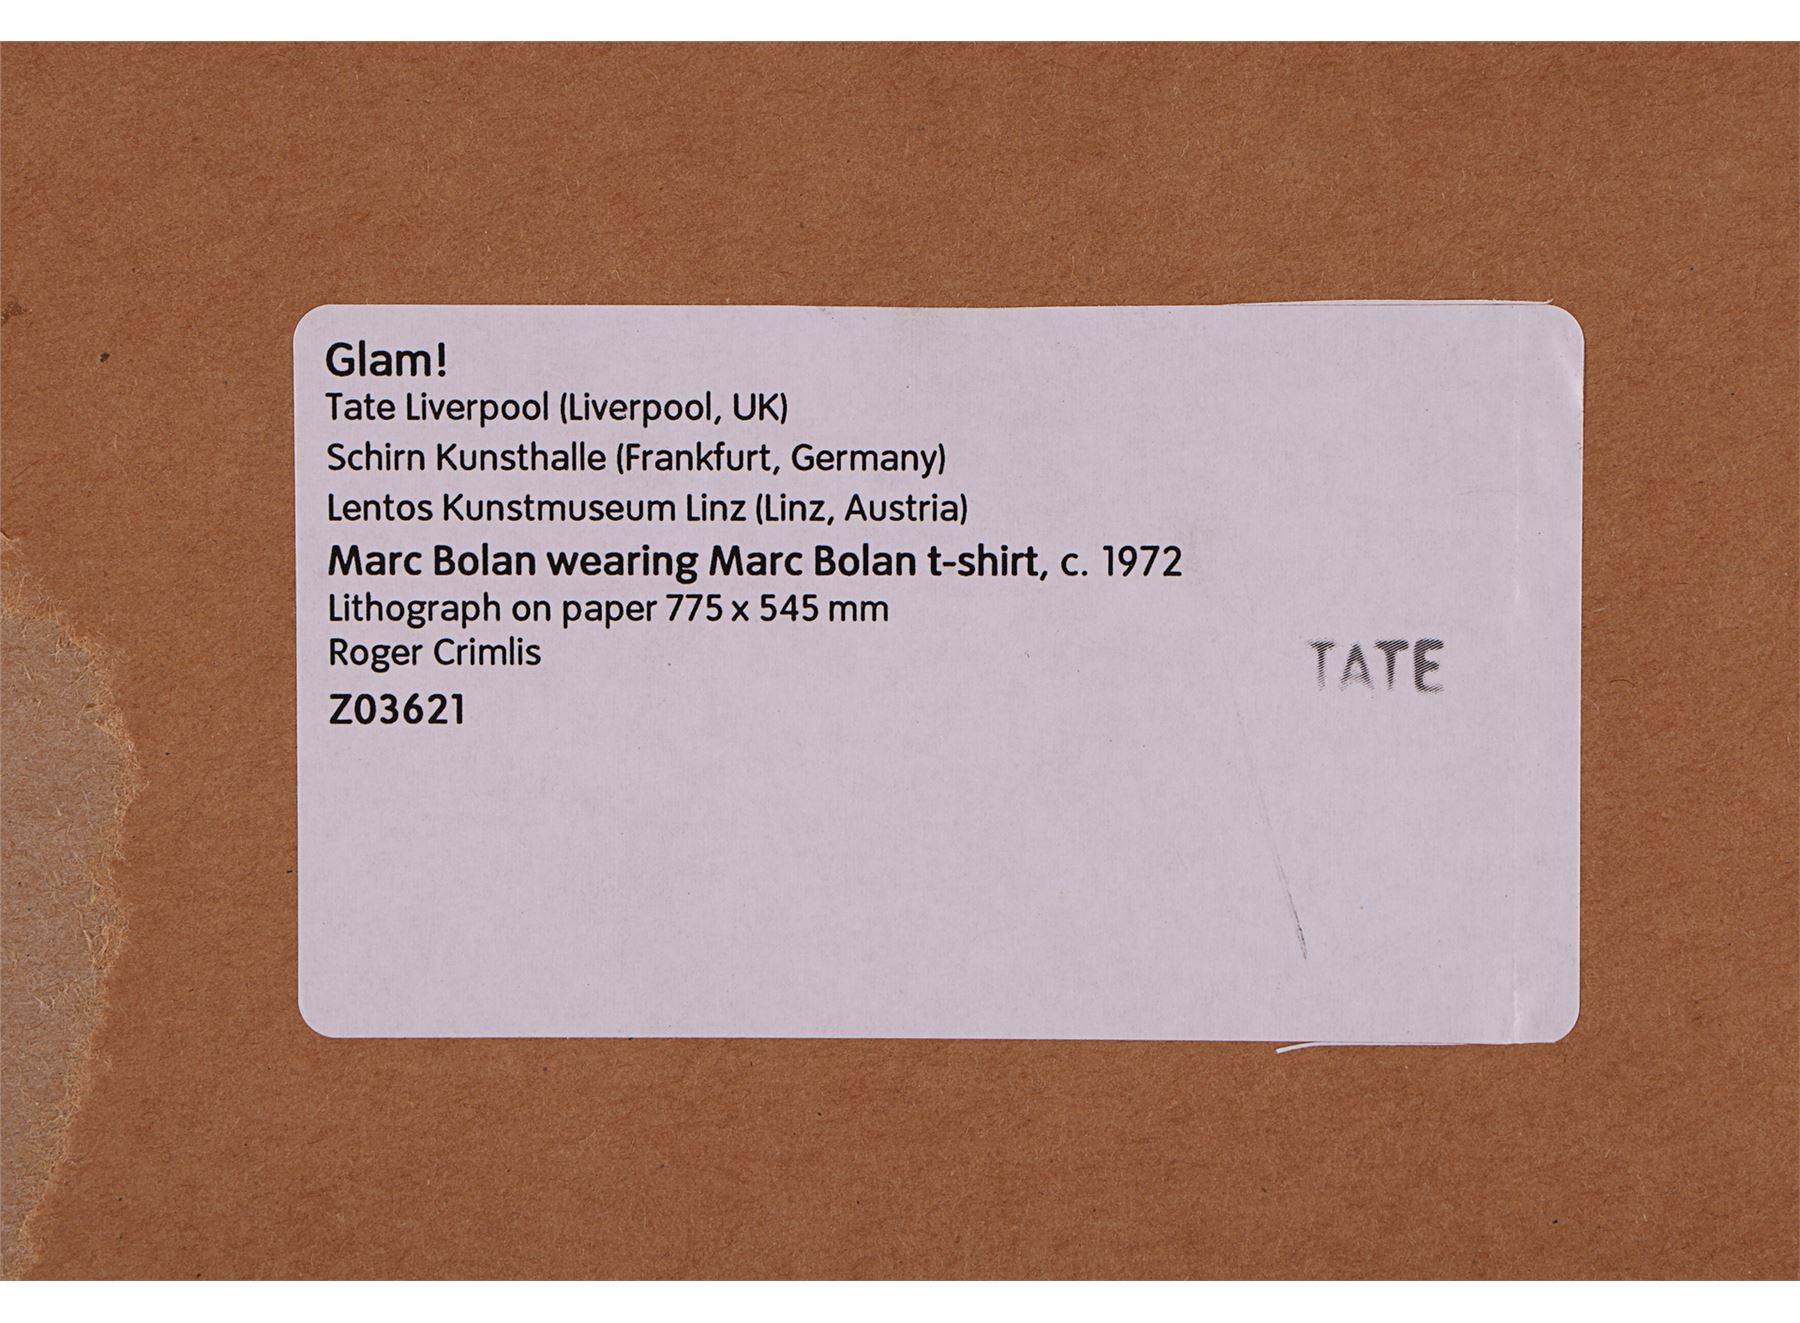 Glam!
Tate Liverpool (Liverpool, UK)
Schirn Kunsthalle (Frankfurt, Germany)
Lentos Kunstmuseum Linz (Linz, Austria)
Marc Bolan wearing Marc Bolan t-shirt, c. 1972
Lithograph on paper 775 x 545 mm
Roger Crimlis
TATE
Z03621